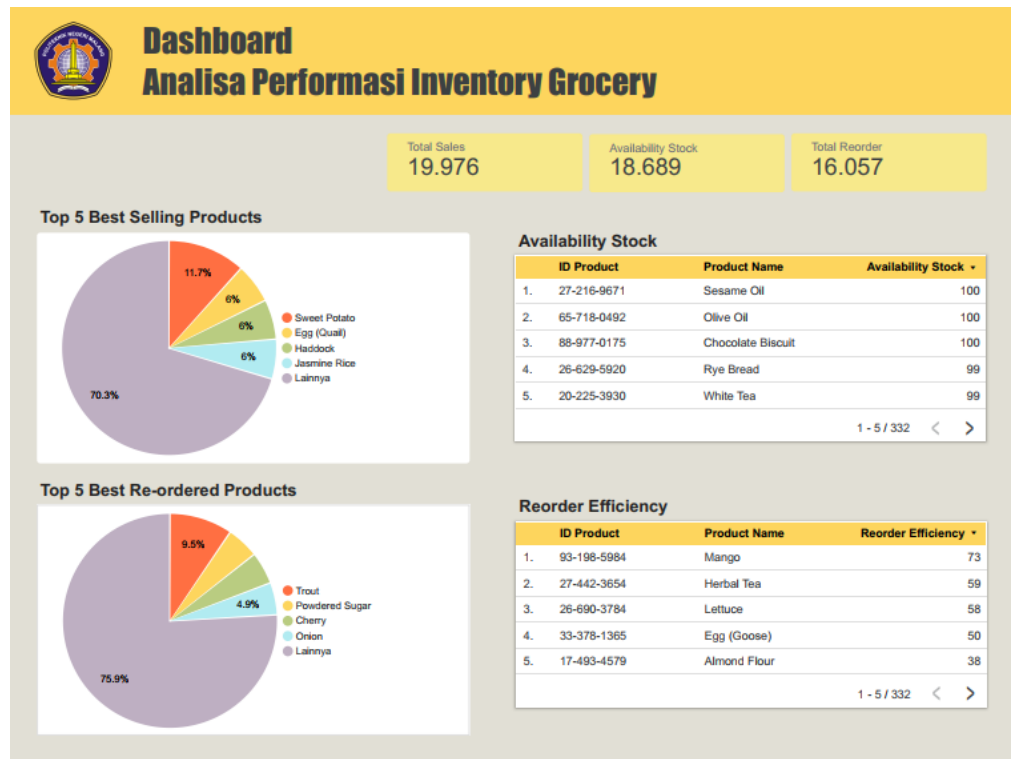 POLITEKNIK NEGERI MALANG
Dashboard
Analisa Performasi Inventory Grocery
Total Sales
19.976
Availability Stock
18.689
Total Reorder
16.057
Top 5 Best Selling Products
11.7%
6%
6%
6%
70.3%
Sweet Potato
Egg (Quail)
Haddock
Jasmine Rice
Lainnya
Availability Stock
ID Product Product Name Availability Stock
1. 27-216-9671 Sesame Oil 100
2. 65-718-0492 Olive Oil 100
3. 88-977-0175 Chocolate Biscuit 100
4. 26-629-5920 Rye Bread 99
5. 20-225-3930 White Tea 99
1 - 5 / 332
Top 5 Best Re-ordered Products
9.5%
4.9%
75.9%
Trout
Powdered Sugar
Cherry
Onion
Lainnya
Reorder Efficiency
ID Product Product Name Reorder Efficiency
1. 93-198-5984 Mango 73
2. 27-442-3654 Herbal Tea 59
3. 26-690-3784 Lettuce 58
4. 33-378-1365 Egg (Goose) 50
5. 17-493-4579 Almond Flour 38
1 - 5 / 332